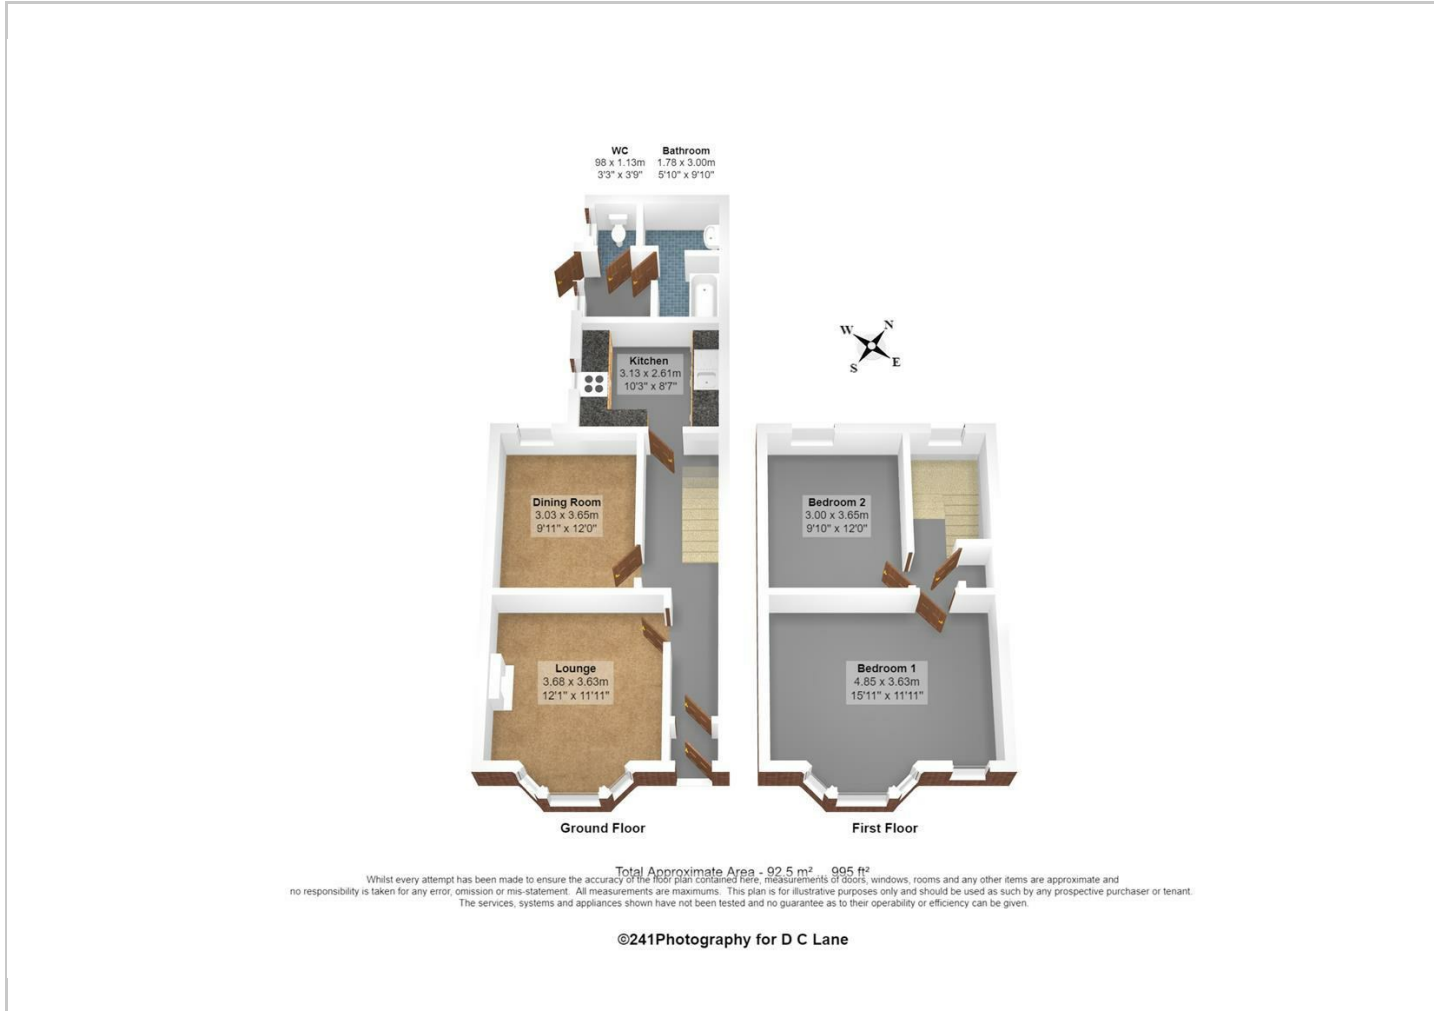 WC
98 x 1.13m
3'3" x 3'9"
Bathroom
1.78 x 3.00m
5'10" x 9'10"
Kitchen
3.13 x 2.61m
10'3" x 8'7"
W
N
S
E
Dining Room
3.03 x 3.65m
9'11" x 12'0"
Bedroom 2
3.00 x 3.65m
9'10" x 12'0"
Lounge
3.68 x 3.63m
12'1" x 11'11"
Bedroom 1
4.85 x 3.63m
15'11" x 11'11"
Ground Floor
First Floor
Total Approximate Area - 92.5 m² ... 995 ft²
Whilst every attempt has been made to ensure the accuracy of the floor plan contained here, measurements of doors, windows, rooms and any other items are approximate and
no responsibility is taken for any error, omission or mis-statement. All measurements are maximums. This plan is for illustrative purposes only and should be used as such by any prospective purchaser or tenant.
The services, systems and appliances shown have not been tested and no guarantee as to their operability or efficiency can be given.
©241Photography for D C Lane